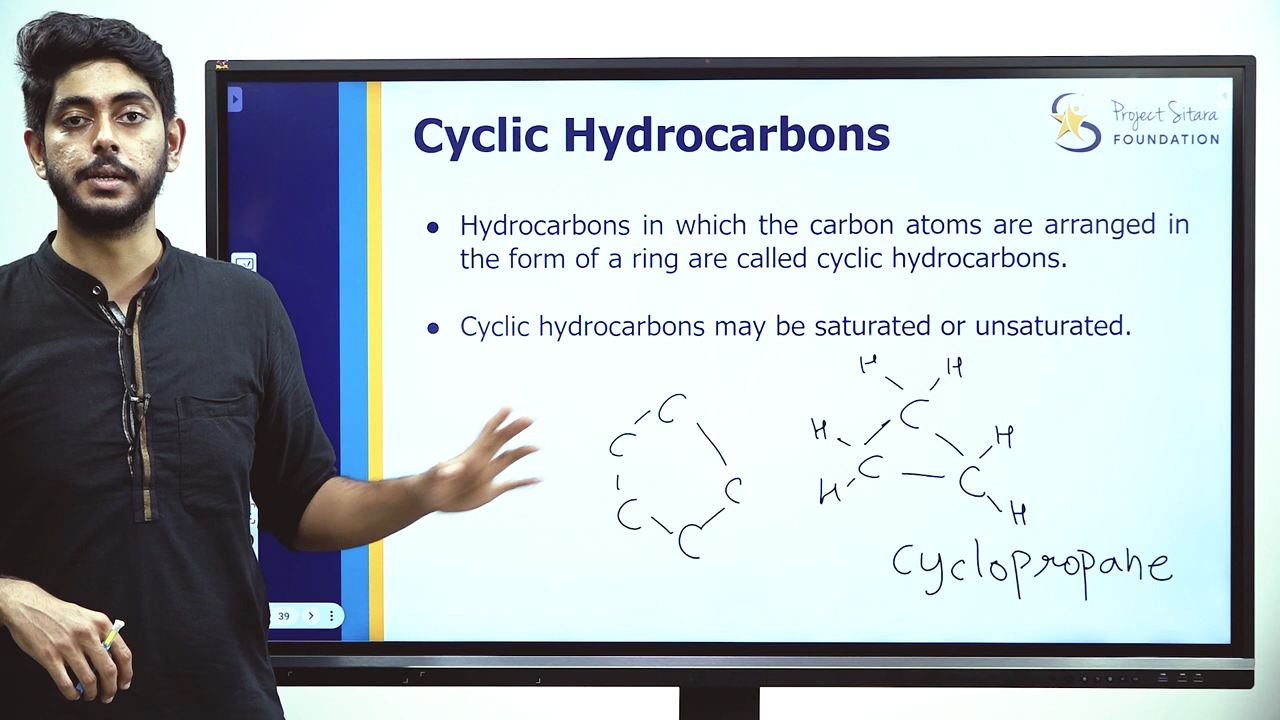 Cyclic Hydrocarbons
Project Sitara
FOUNDATION
● Hydrocarbons in which the carbon atoms are arranged in
the form of a ring are called cyclic hydrocarbons.
● Cyclic hydrocarbons may be saturated or unsaturated.
C
C
C
C
C
H H
C
H H
C C
H H
cyclopropane
39